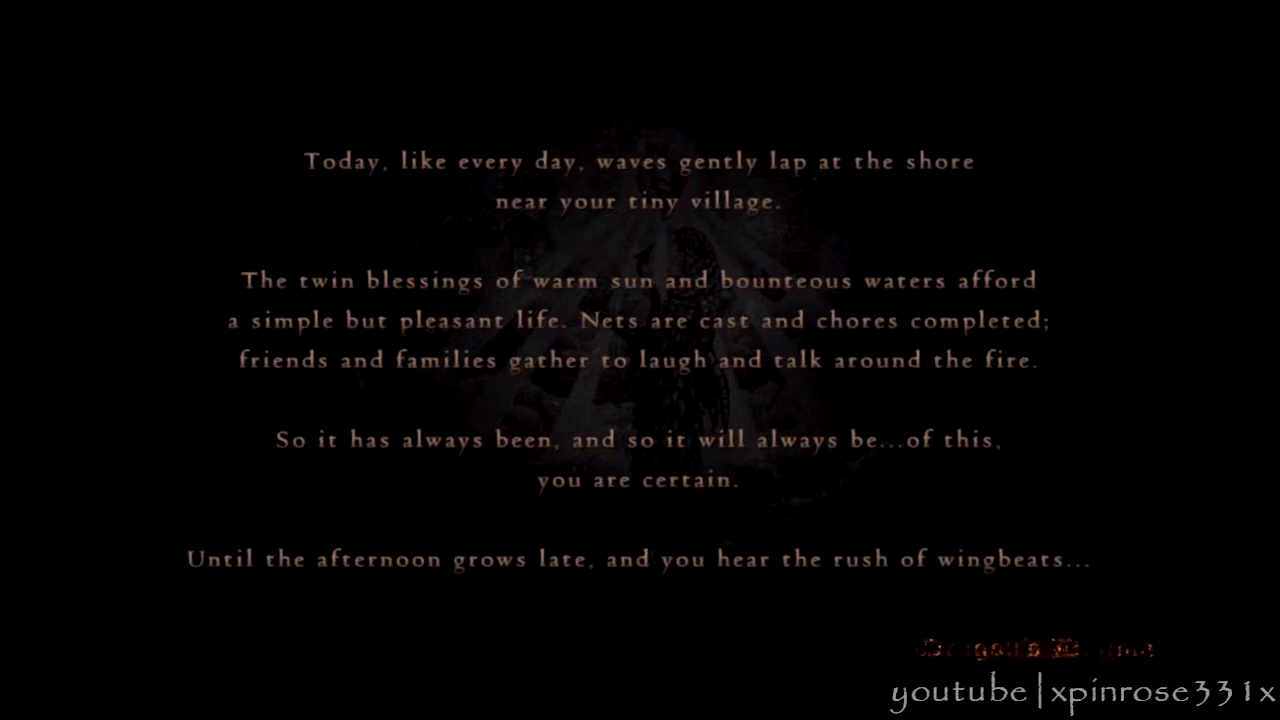 Today, like every day, waves gently lap at the shore
near your tiny village.
The twin blessings of warm sun and bounteous waters afford
a simple but pleasant life. Nets are cast and chores completed;
friends and families gather to laugh and talk around the fire.
So it has always been, and so it will always be...of this,
you are certain.
Until the afternoon grows late, and you hear the rush of wingbeats...
Dragon's Dogma
youtube|xpinrose331x